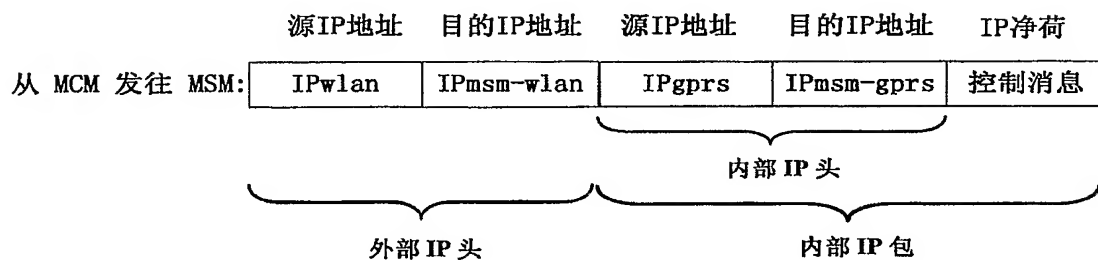 源IP地址 目的IP地址 源IP地址 目的IP地址 IP净荷
从 MCM 发往 MSM: IPwlan IPmsm-wlan IPgprs IPmsm-gprs 控制消息
内部 IP 头
外部 IP 头 内部 IP 包